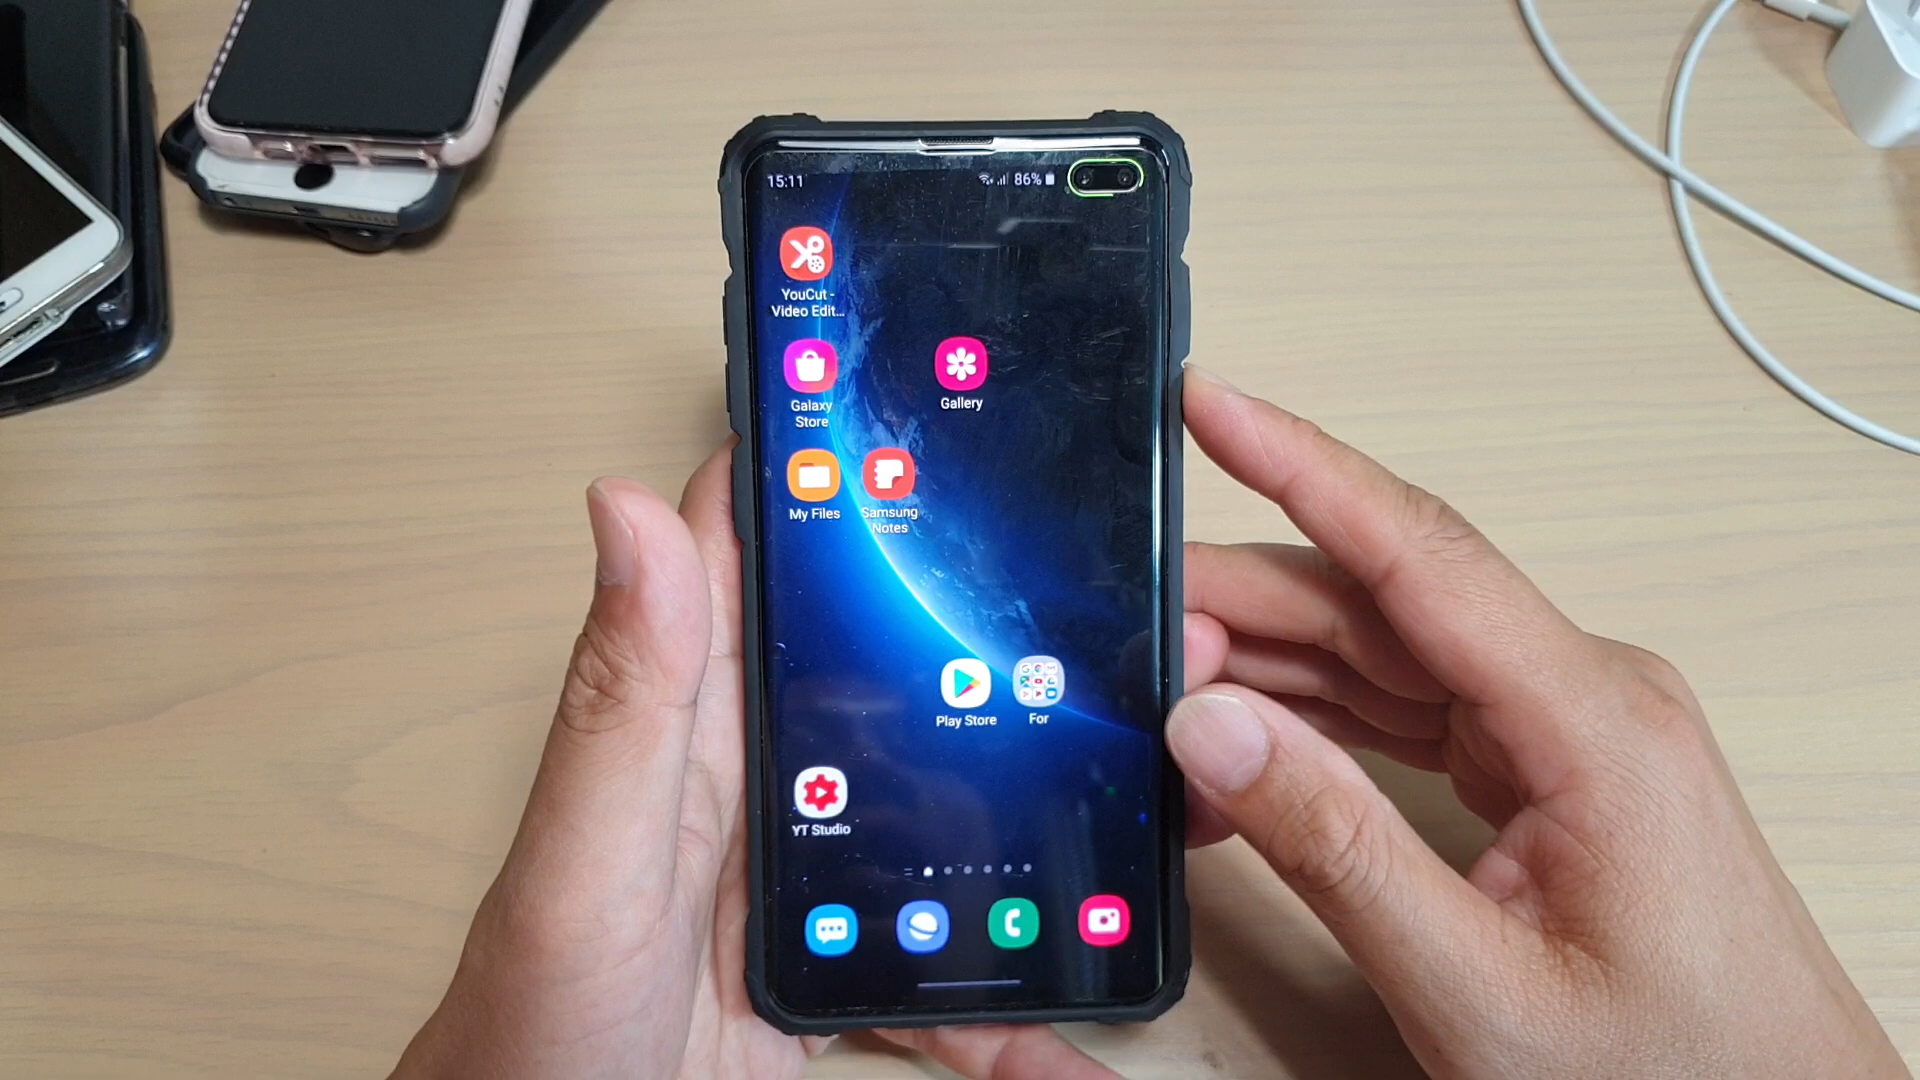 15:11
86%
YouCut -
Video Edit...
Galaxy
Store
Gallery
My Files
Samsung
Notes
Play Store
For
YT Studio